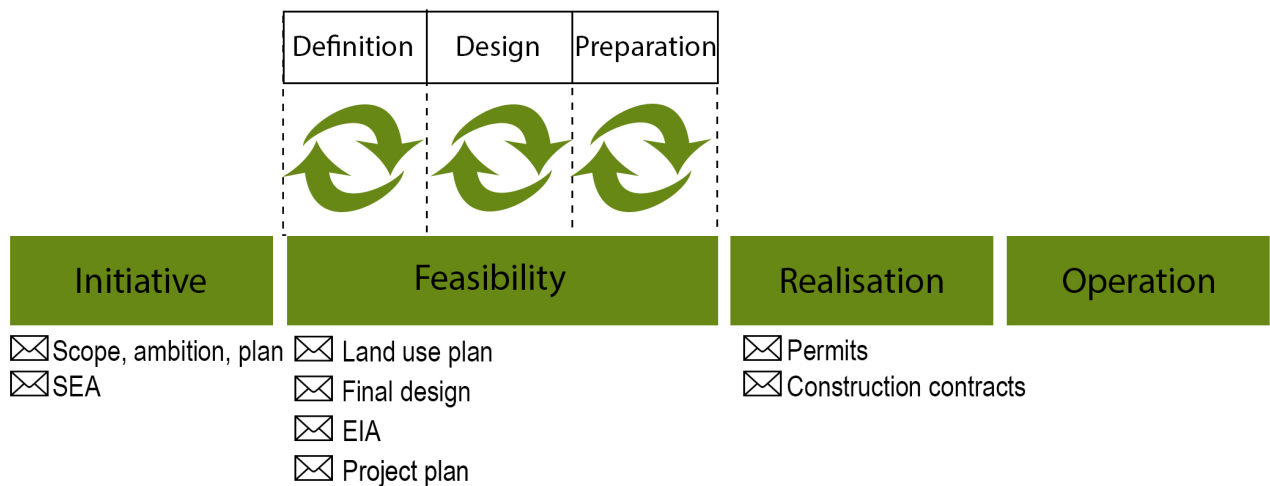 Definition Design Preparation
Initiative Feasibility Realisation Operation
Scope, ambition, plan
SEA
Land use plan
Final design
EIA
Project plan
Permits
Construction contracts